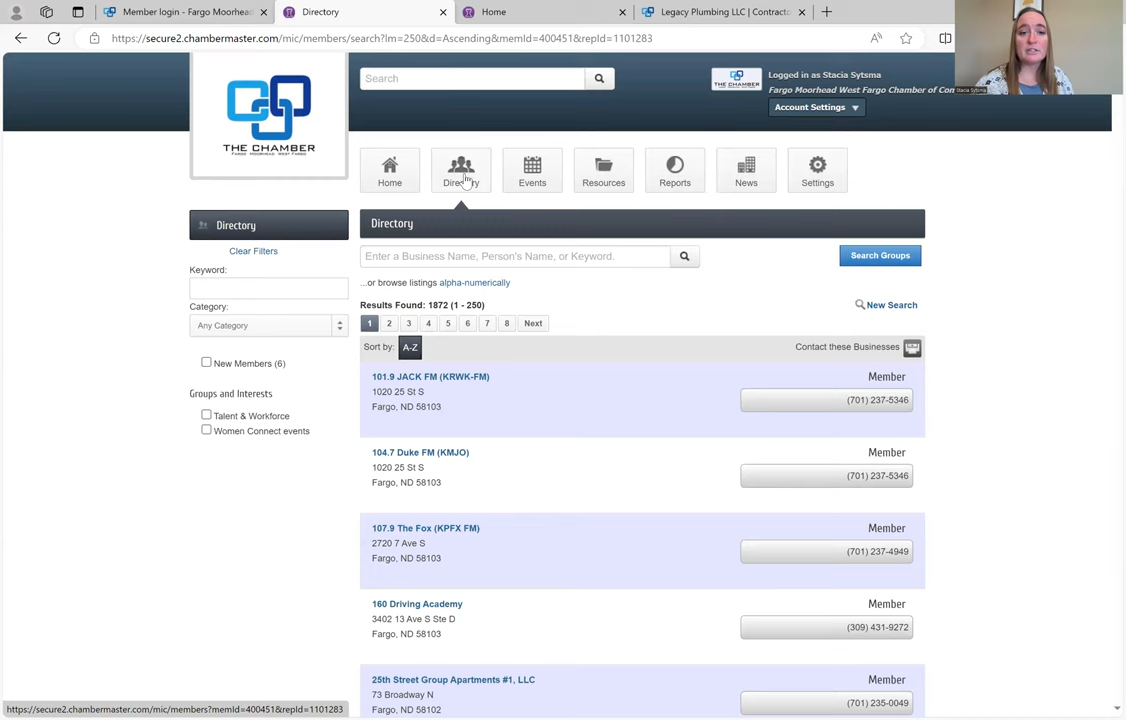 Member login - Fargo Moorhead
Directory
Home
Legacy Plumbing LLC | Contracto
https://secure2.chambermaster.com/mic/members/search?lm=250&d=Ascending&memId=400451&repId=1101283
THE CHAMBER
FARGO MOORHEAD WEST FARGO
Search
THE CHAMBER
Logged in as Stacia Sytsma
Fargo Moorhead West Fargo Chamber of Com
Stacia Sytsma
Account Settings
Home
Directory
Events
Resources
Reports
News
Settings
Directory
Clear Filters
Keyword:
Category:
Any Category
New Members (6)
Groups and Interests
Talent & Workforce
Women Connect events
Directory
Enter a Business Name, Person's Name, or Keyword.
Search Groups
...or browse listings alpha-numerically
Results Found: 1872 (1 - 250)
New Search
1 2 3 4 5 6 7 8 Next
Sort by: A-Z
Contact these Businesses
101.9 JACK FM (KRWK-FM)
1020 25 St S
Fargo, ND 58103
Member
(701) 237-5346
104.7 Duke FM (KMJO)
1020 25 St S
Fargo, ND 58103
Member
(701) 237-5346
107.9 The Fox (KPFX FM)
2720 7 Ave S
Fargo, ND 58103
Member
(701) 237-4949
160 Driving Academy
3402 13 Ave S Ste D
Fargo, ND 58103
Member
(309) 431-9272
25th Street Group Apartments #1, LLC
73 Broadway N
Fargo, ND 58102
Member
(701) 235-0049
https://secure2.chambermaster.com/mic/members?memId=400451&repId=1101283